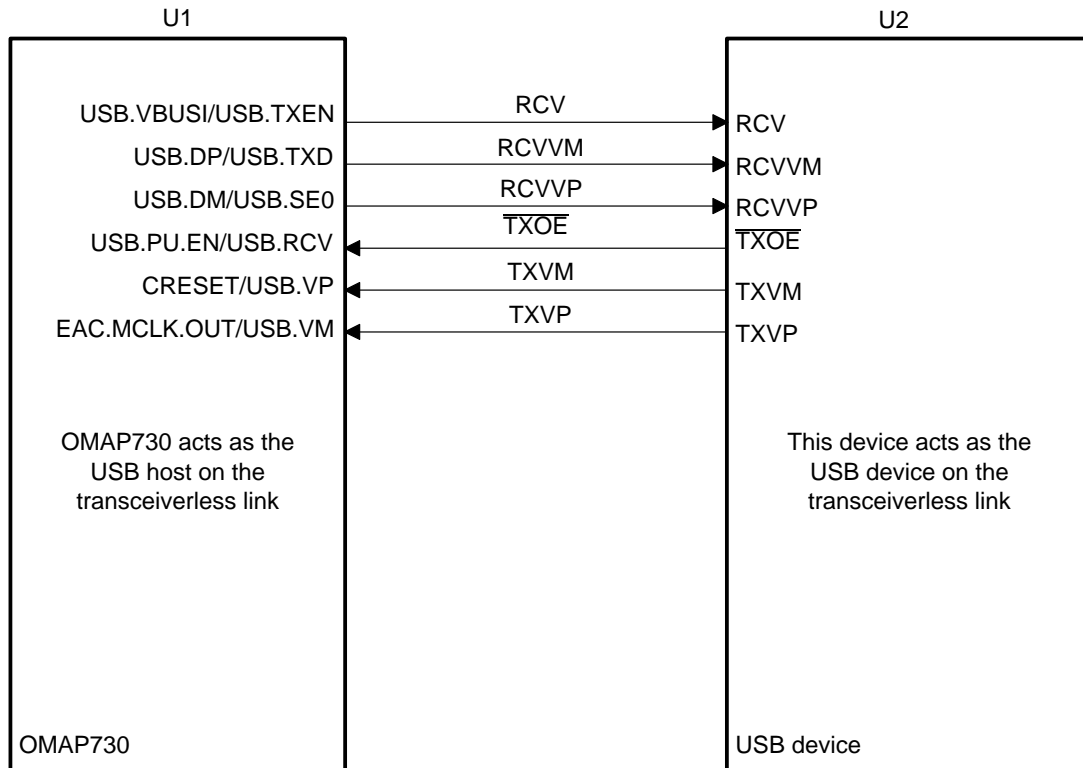 U1
U2
USB.VBUSI/USB.TXEN
RCV
RCV
USB.DP/USB.TXD
RCVVM
RCVVM
USB.DM/USB.SE0
RCVVP
RCVVP
USB.PU.EN/USB.RCV
T̅X̅O̅E̅
T̅X̅O̅E̅
CRESET/USB.VP
TXVM
TXVM
EAC.MCLK.OUT/USB.VM
TXVP
TXVP
OMAP730 acts as the
USB host on the
transceiverless link
This device acts as the
USB device on the
transceiverless link
OMAP730
USB device